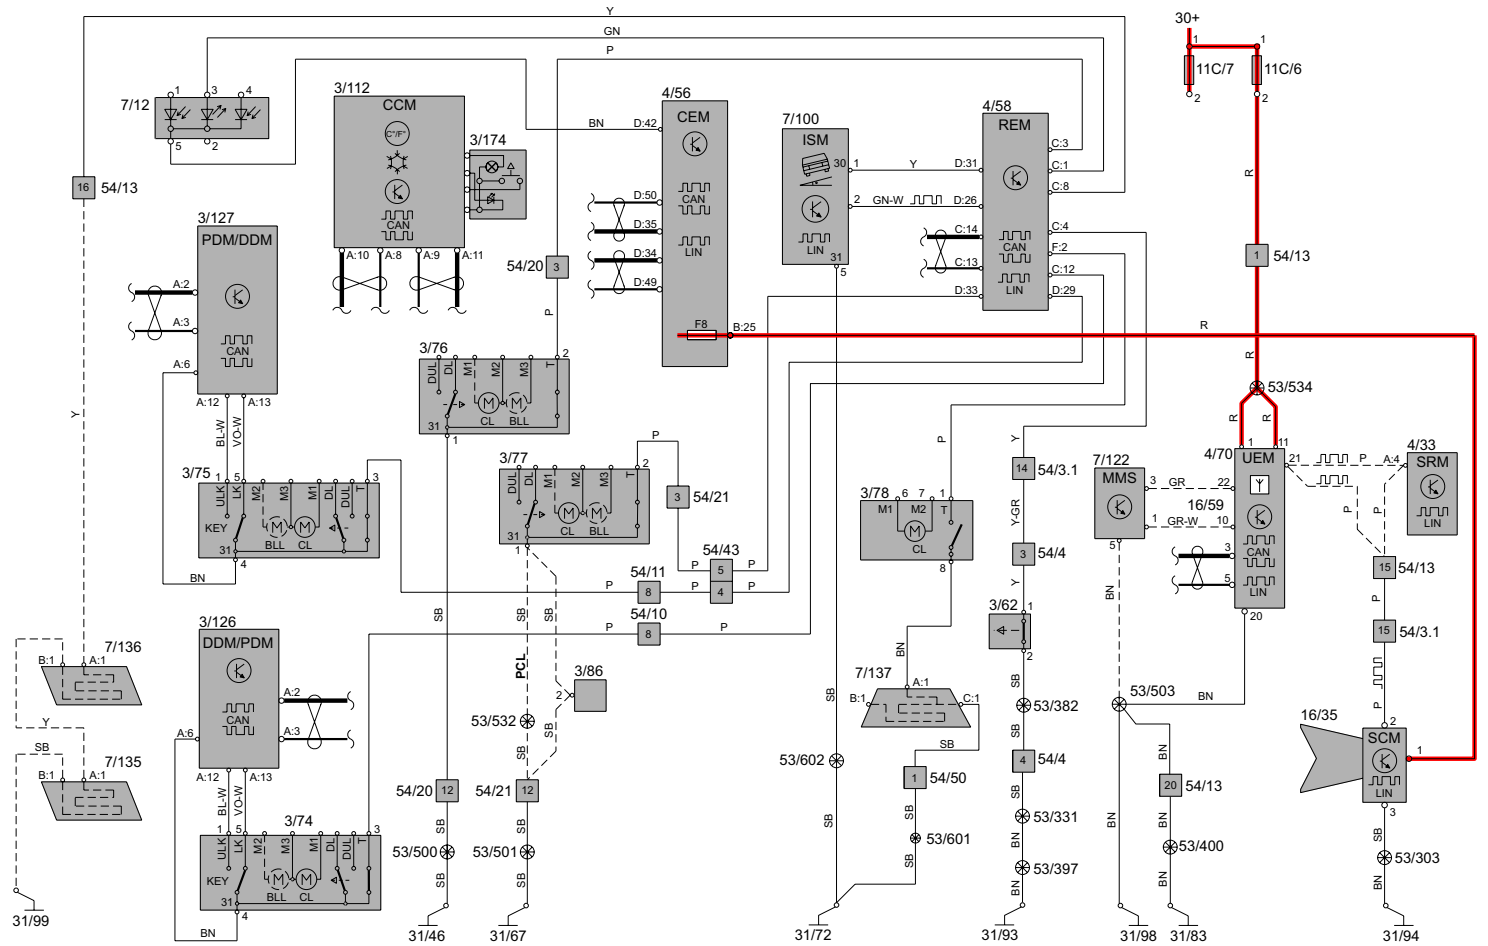 Y
GN
P
30+
1
1
11C/7
11C/6
2
2
7/12
1
3
4
5
2
3/112
CCM
C°/F°
CAN
A:10
A:8
A:9
A:11
3/174
BN
D:42
4/56
CEM
D:50
CAN
D:35
LIN
D:34
D:49
F8
B:25
R
7/100
ISM
30
1
Y
D:31
2
GN-W
D:26
LIN
31
5
4/58
REM
C:3
C:1
C:8
C:4
F:2
C:12
D:29
C:14
CAN
C:13
LIN
D:33
R
1
54/13
R
53/534
R
R
16
54/13
3/127
PDM/DDM
A:2
A:3
CAN
A:6
A:12
A:13
BL-W
VO-W
Y
54/20
3
P
3/76
2
DUL
DL
M1
M2
M3
T
M
M
CL
BLL
31
1
3/75
1
5
3
ULK
LK
M2
M3
M1
DL
DUL
T
KEY
M
M
BLL
CL
31
4
BN
3/77
2
P
DUL
DL
M1
M2
M3
T
M
M
CL
BLL
31
1
3
54/21
54/43
P
5
P
54/11
P
8
P
4
P
54/10
P
8
P
3/78
6
7
1
P
M1
M2
T
M
CL
8
BN
Y
14
54/3.1
Y-GR
3
54/4
Y
3/62
1
2
SB
53/382
SB
4
54/4
SB
53/331
BN
53/397
BN
31/93
7/122
MMS
3
GR
22
1
GR-W
10
5
BN
4/70
1
11
UEM
21
16/59
CAN
3
5
LIN
20
P
A:4
4/33
SRM
LIN
P
P
15
54/13
P
15
54/3.1
P
16/35
2
SCM
1
LIN
3
SB
53/303
BN
31/94
53/503
BN
BN
BN
20
54/13
BN
53/400
BN
31/98
31/83
3/126
DDM/PDM
A:2
CAN
A:3
A:6
A:12
A:13
BL-W
VO-W
3/74
1
5
3
ULK
LK
M2
M3
M1
DL
DUL
T
KEY
M
M
BLL
CL
31
4
BN
7/136
B:1
A:1
Y
SB
7/135
B:1
A:1
31/99
SB
54/20
12
SB
53/500
SB
31/46
SB
SB
PCL
3/86
2
53/532
SB
SB
54/21
12
SB
53/501
SB
31/67
SB
53/602
SB
31/72
7/137
B:1
A:1
C:1
SB
1
54/50
SB
53/601
SB